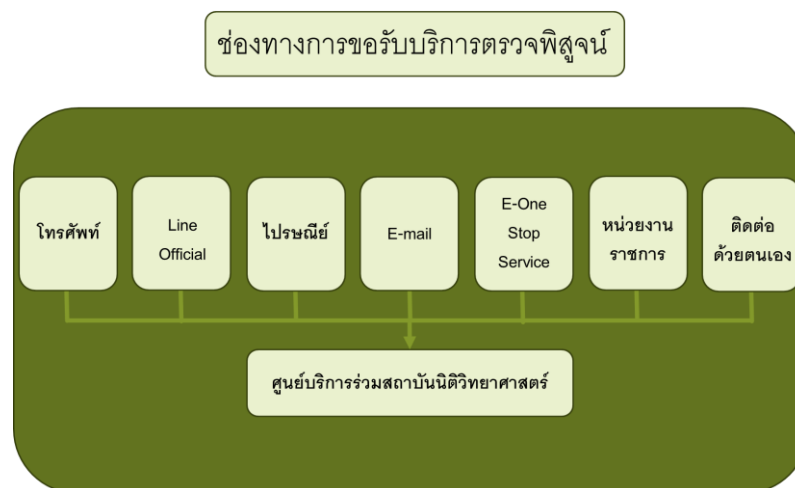 ช่องทางการขอรับบริการตรวจพิสูจน์
โทรศัพท์
Line
Official
ไปรษณีย์
E-mail
E-One
Stop
Service
หน่วยงาน
ราชการ
ติดต่อ
ด้วยตนเอง
ศูนย์บริการร่วมสถาบันนิติวิทยาศาสตร์